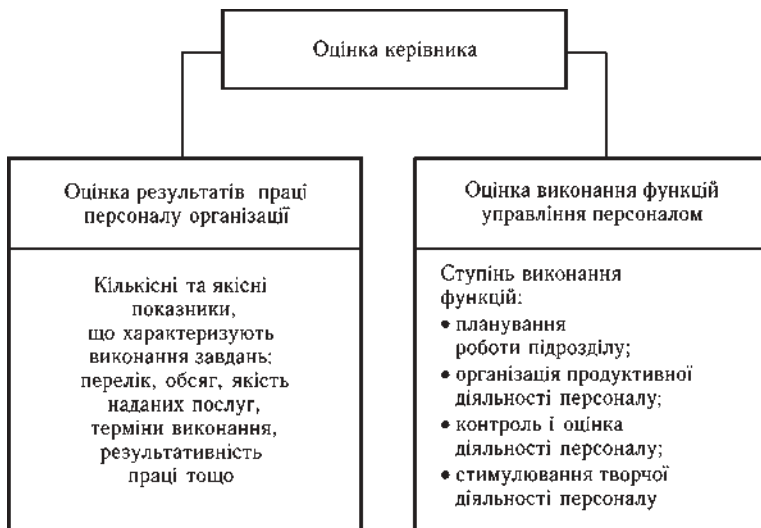 Оцінка керівника
Оцінка результатів праці
персоналу організації
Кількісні та якісні
показники,
що характеризують
виконання завдань:
перелік, обсяг, якість
наданих послуг,
терміни виконання,
результативність
праці тощо
Оцінка виконання функцій
управління персоналом
Ступінь виконання
функцій:
• планування
роботи підрозділу;
• організація продуктивної
діяльності персоналу;
• контроль і оцінка
діяльності персоналу;
• стимулювання творчої
діяльності персоналу